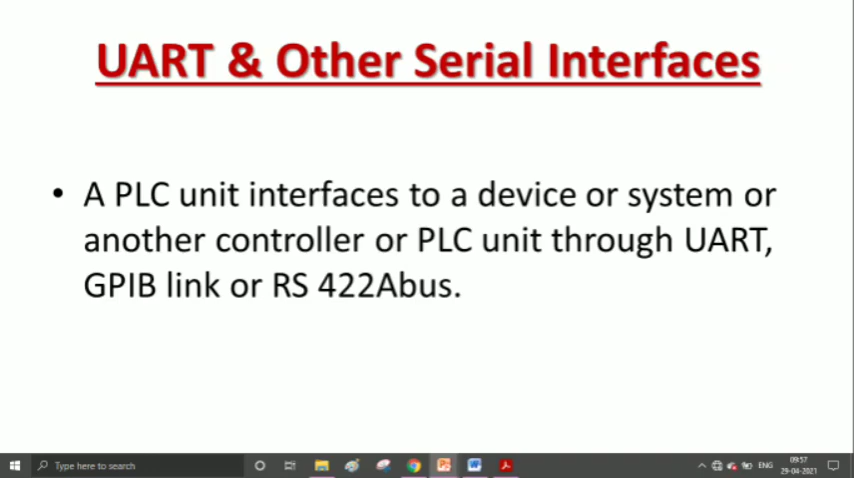 UART & Other Serial Interfaces
• A PLC unit interfaces to a device or system or
another controller or PLC unit through UART,
GPIB link or RS 422Abus.
Type here to search
ENG
09:57
29-04-2021